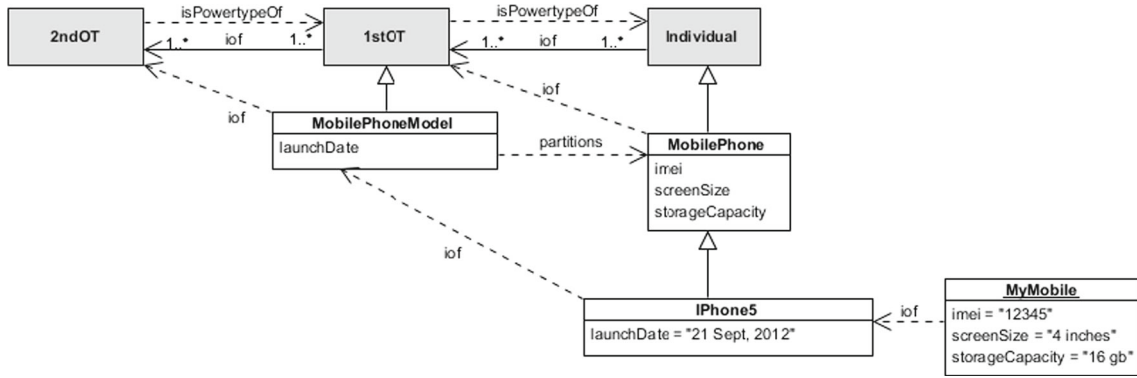 isPowertypeOf
isPowertypeOf
2ndOT
1..*
iof
1..*
1stOT
1..*
iof
1..*
Individual
iof
iof
MobilePhoneModel
launchDate
partitions
MobilePhone
imei
screenSize
storageCapacity
iof
IPhone5
launchDate = "21 Sept, 2012"
iof
MyMobile
imei = "12345"
screenSize = "4 inches"
storageCapacity = "16 gb"